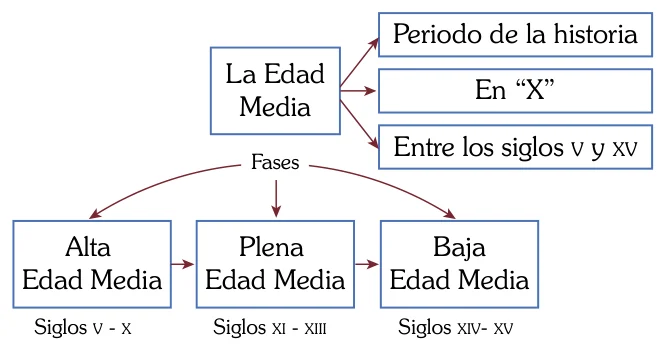 La Edad
Media
Periodo de la historia
En “X”
Entre los siglos V y XV
Fases
Alta
Edad Media
Plena
Edad Media
Baja
Edad Media
Siglos V - X
Siglos XI - XIII
Siglos XIV- XV